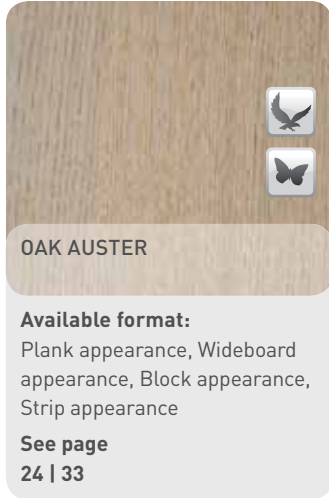 OAK AUSTER
Available format:
Plank appearance, Wideboard
appearance, Block appearance,
Strip appearance
See page
24 | 33